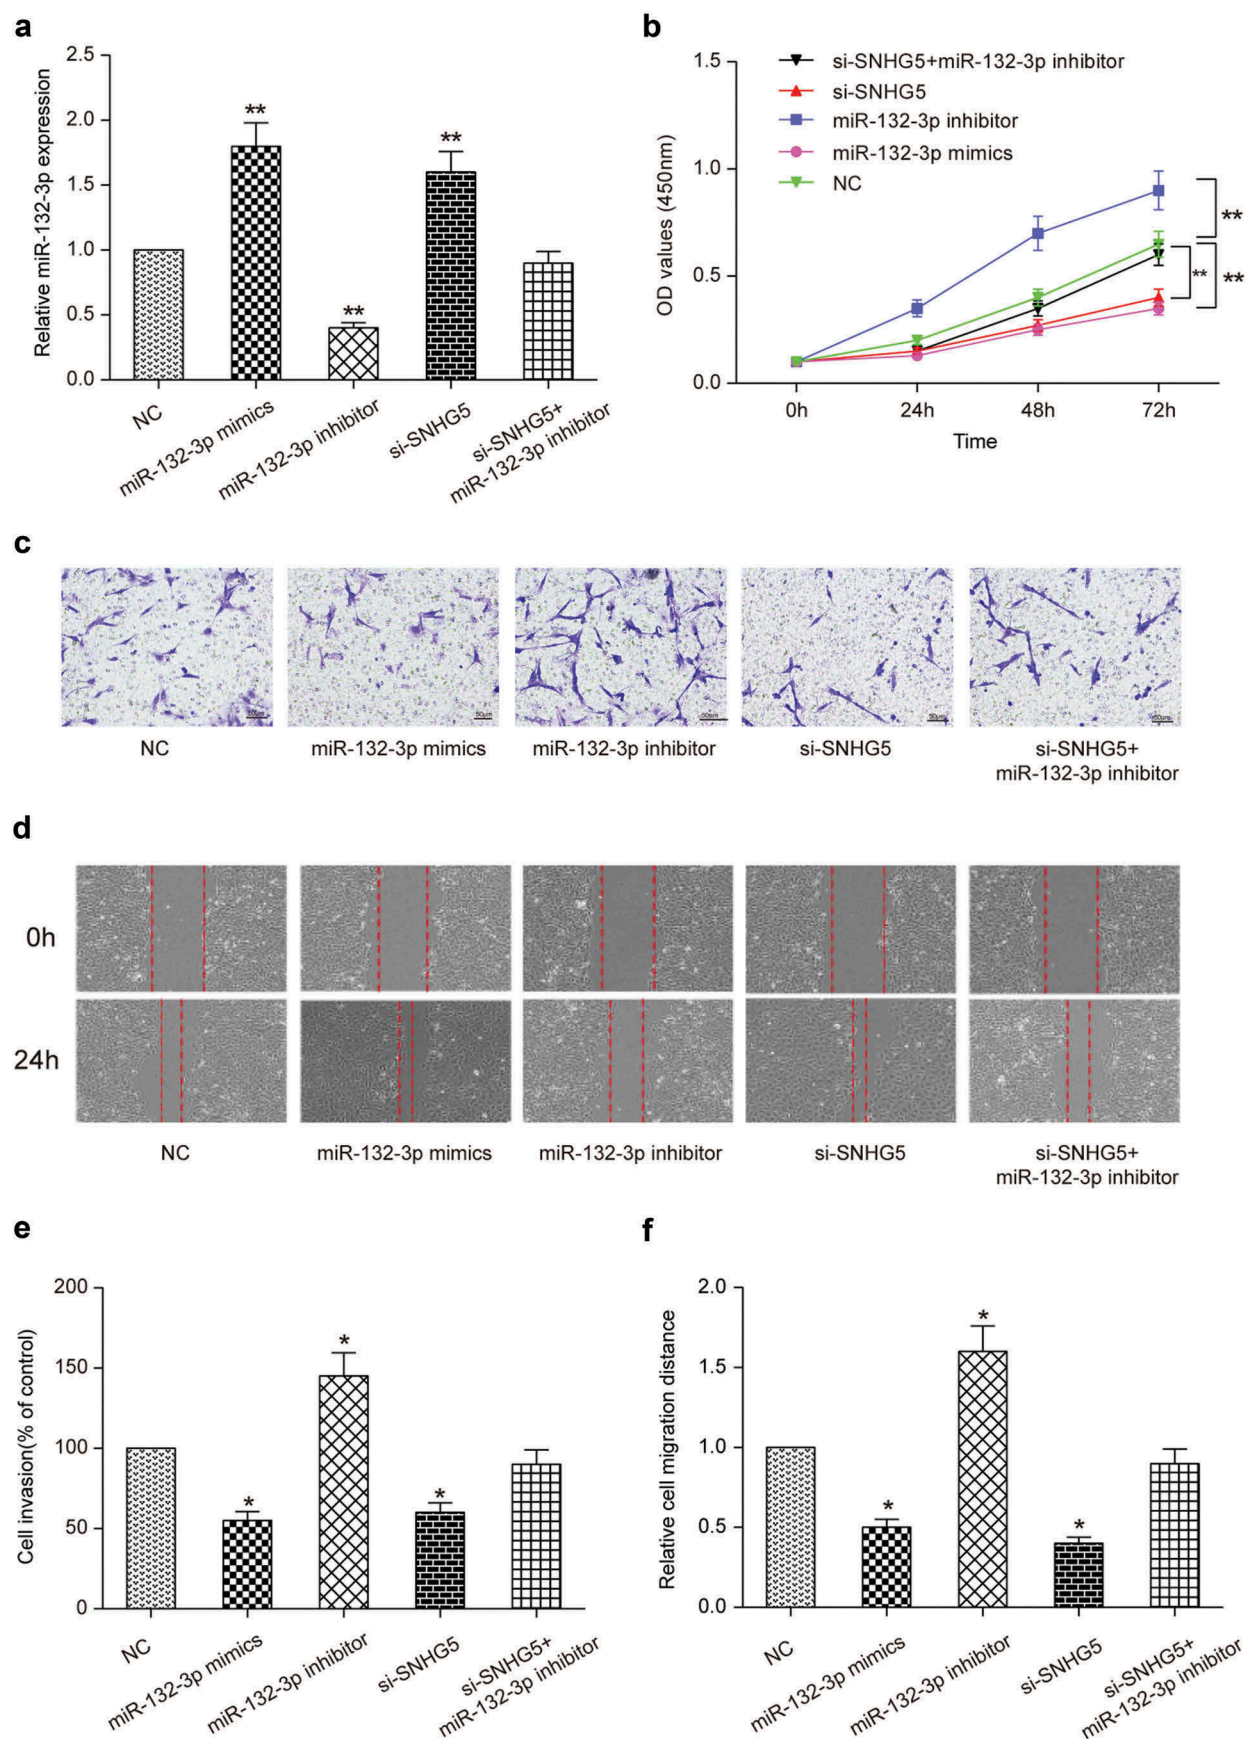 a
2.5
2.0
1.5
1.0
0.5
0.0
Relative miR-132-3p expression
**
**
**
NC
miR-132-3p mimics
miR-132-3p inhibitor
si-SNHG5
si-SNHG5+
miR-132-3p inhibitor
b
si-SNHG5+miR-132-3p inhibitor
si-SNHG5
miR-132-3p inhibitor
miR-132-3p mimics
NC
1.5
1.0
0.5
0.0
OD values (450nm)
**
**
**
0h
24h
48h
72h
Time
c
50μm
50μm
50μm
50μm
NC
miR-132-3p mimics
miR-132-3p inhibitor
si-SNHG5
si-SNHG5+
miR-132-3p inhibitor
d
0h
24h
NC
miR-132-3p mimics
miR-132-3p inhibitor
si-SNHG5
si-SNHG5+
miR-132-3p inhibitor
e
200
150
100
50
0
Cell invasion(% of control)
*
*
*
NC
miR-132-3p mimics
miR-132-3p inhibitor
si-SNHG5
si-SNHG5+
miR-132-3p inhibitor
f
2.0
1.5
1.0
0.5
0.0
Relative cell migration distance
*
*
*
NC
miR-132-3p mimics
miR-132-3p inhibitor
si-SNHG5
si-SNHG5+
miR-132-3p inhibitor